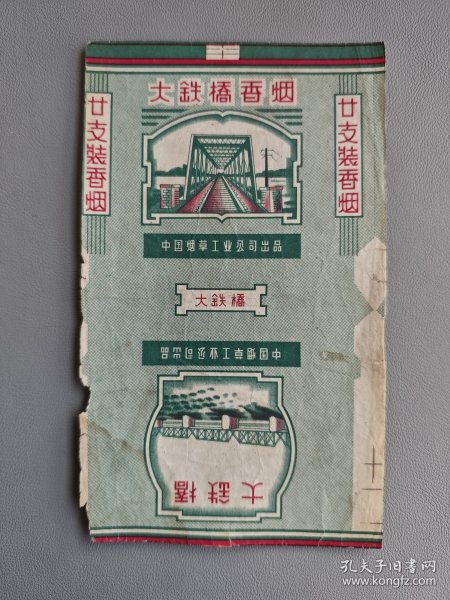 大鉄橋香烟
廿支裝香烟
廿支裝香烟
中国烟草工业公司出品
大鉄橋
中国烟草工业公司出品
大鉄橋
孔夫子旧书网
www.kongfz.com